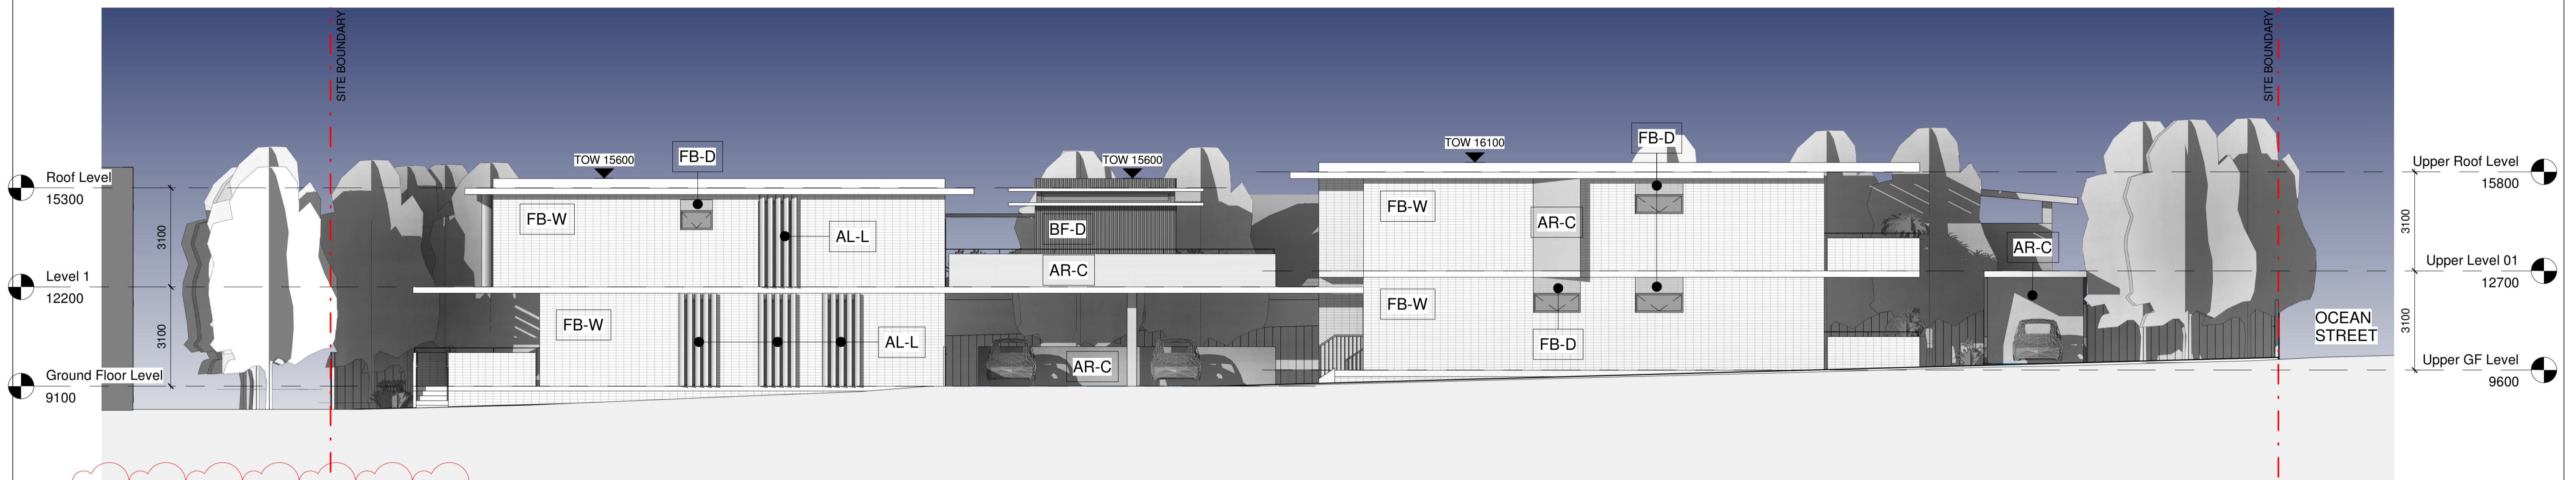 SITE BOUNDARY
SITE BOUNDARY
TOW 15600
FB-D
TOW 15600
TOW 16100
FB-D
Roof Level
15300
Upper Roof Level
15800
FB-W
AL-L
BF-D
FB-W
AR-C
AR-C
3100
3100
AR-C
Level 1
12200
Upper Level 01
12700
FB-W
AL-L
FB-W
FB-D
AR-C
OCEAN
STREET
3100
3100
Ground Floor Level
9100
Upper GF Level
9600